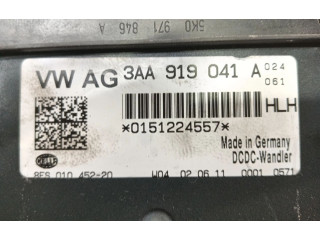 5K0 971 846 A
VW AG 3AA 919 041 A 024 061
HLH
*0151224557*
Made in Germany
DCDC-Wandler
8ES 010 452-20 W04 02 06 11 0001 0571